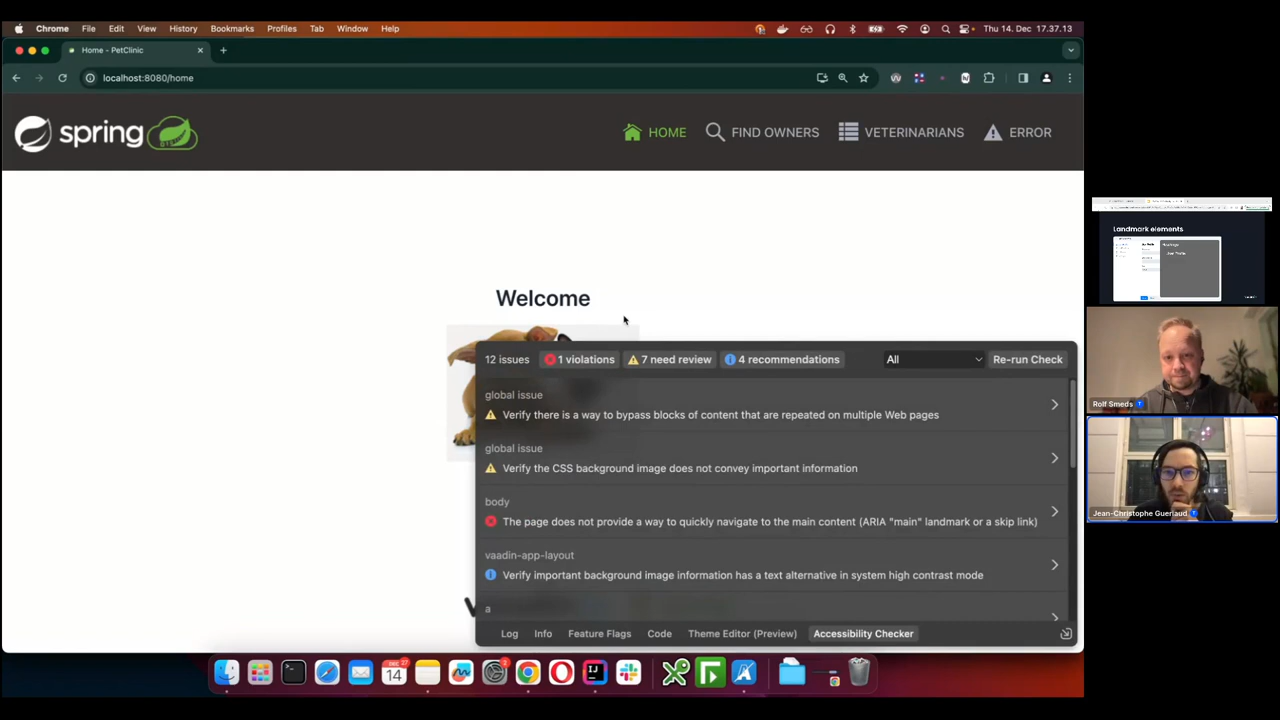 Chrome File Edit View History Bookmarks Profiles Tab Window Help Thu 14. Dec 17.37.13
Home - PetClinic
localhost:8080/home
spring HOME FIND OWNERS VETERINARIANS ERROR
Welcome
12 issues 1 violations 7 need review 4 recommendations All Re-run Check
global issue
Verify there is a way to bypass blocks of content that are repeated on multiple Web pages
global issue
Verify the CSS background image does not convey important information
body
The page does not provide a way to quickly navigate to the main content (ARIA "main" landmark or a skip link)
vaadin-app-layout
Verify important background image information has a text alternative in system high contrast mode
a
Log Info Feature Flags Code Theme Editor (Preview) Accessibility Checker
Landmark elements
Rolf Smeds
Jean-Christophe Gueriaud